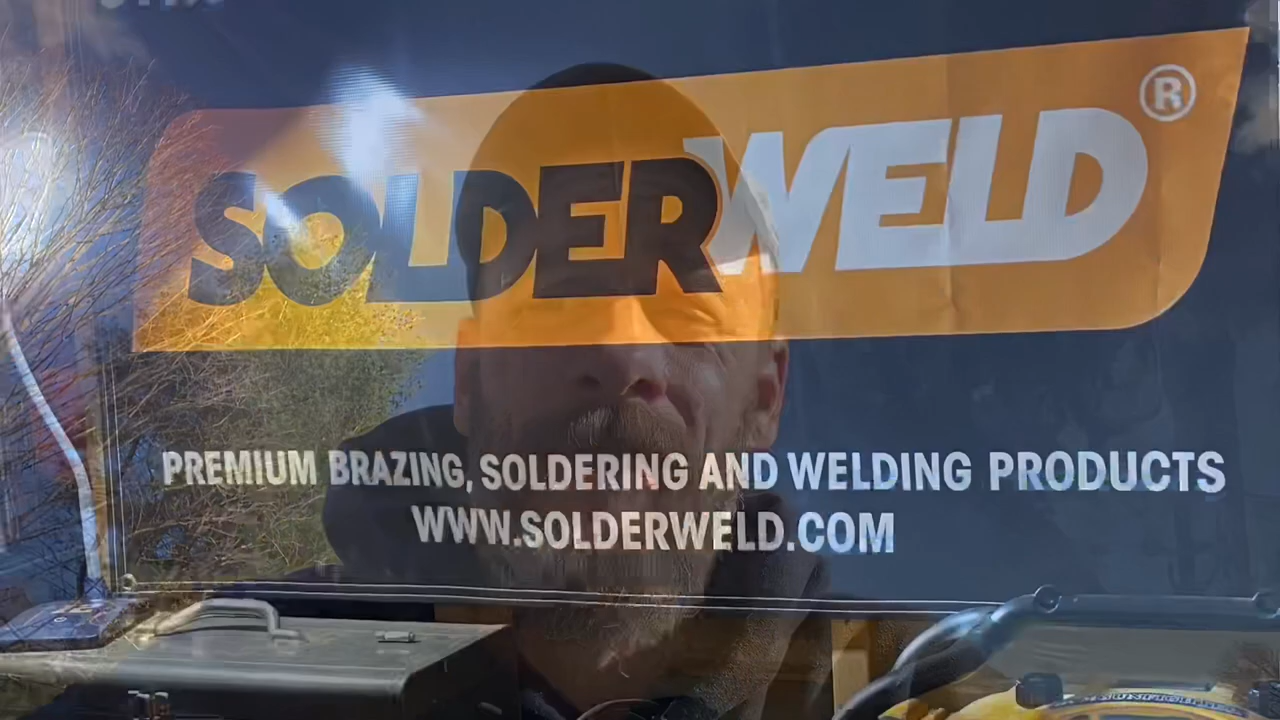 SOLDERWELD®
PREMIUM BRAZING, SOLDERING AND WELDING PRODUCTS
WWW.SOLDERWELD.COM